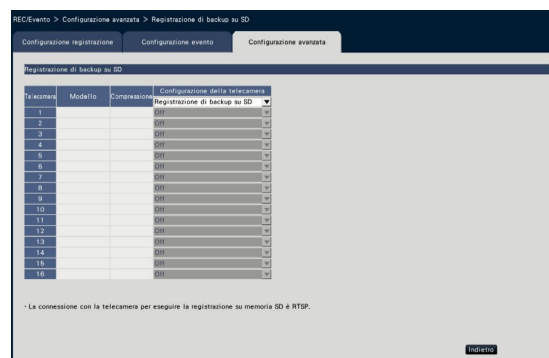 REC/Evento > Configurazione avanzata > Registrazione di backup su SD
Configurazione registrazione Configurazione evento Configurazione avanzata
Registrazione di backup su SD
Telecamera Modello Compressione Configurazione della telecamera
Registrazione di backup su SD
1 Off
2 Off
3 Off
4 Off
5 Off
6 Off
7 Off
8 Off
9 Off
10 Off
11 Off
12 Off
13 Off
14 Off
15 Off
16 Off
· La connessione con la telecamera per eseguire la registrazione su memoria SD è RTSP.
Indietro